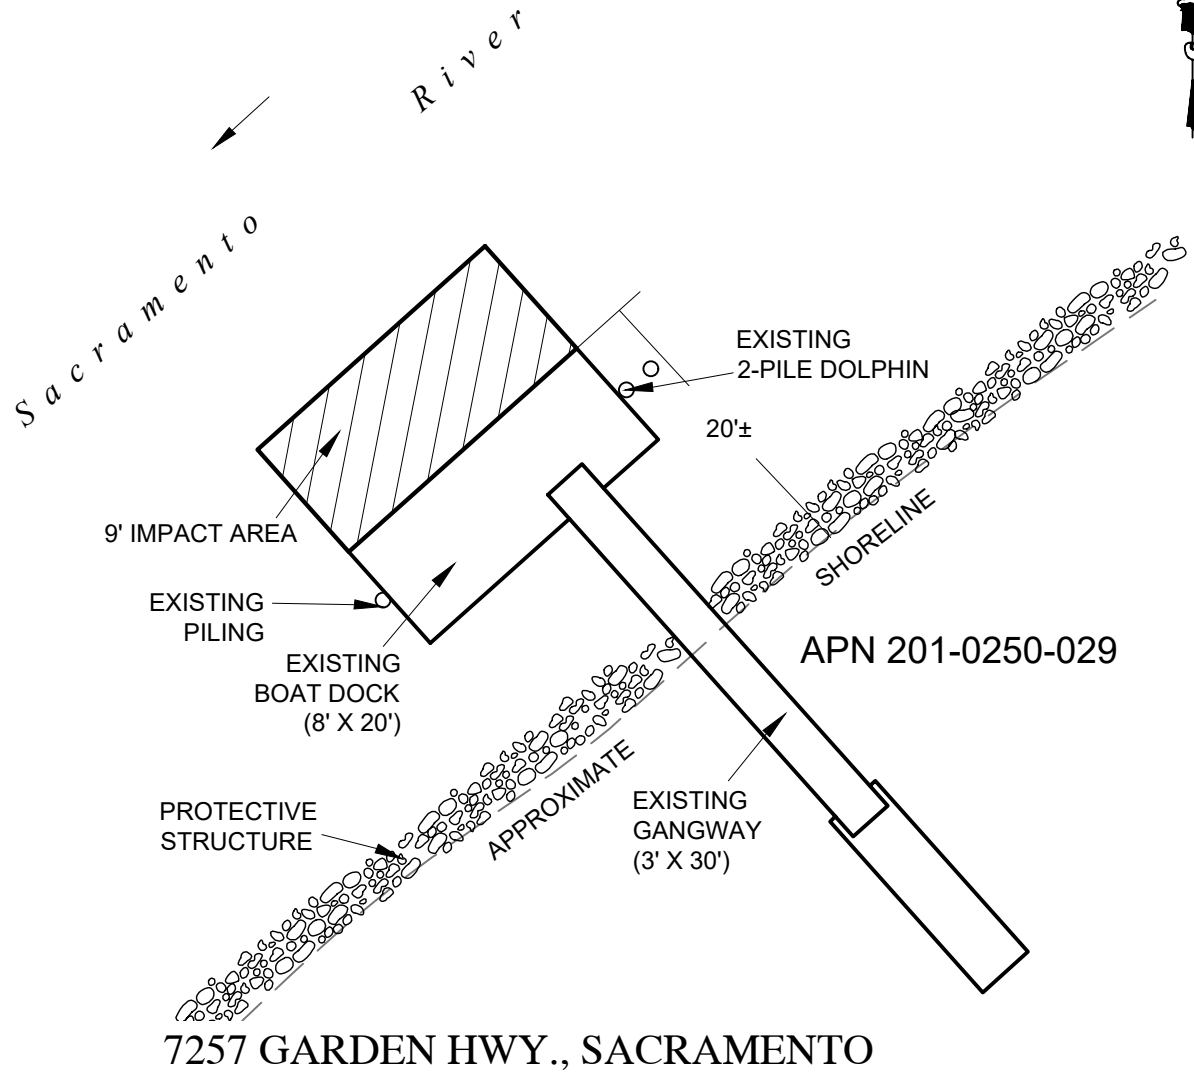 Sacramento River
EXISTING
2-PILE DOLPHIN
20'±
9' IMPACT AREA
EXISTING
PILING
EXISTING
BOAT DOCK
(8' X 20')
APPROXIMATE SHORELINE
APN 201-0250-029
PROTECTIVE
STRUCTURE
EXISTING
GANGWAY
(3' X 30')
7257 GARDEN HWY., SACRAMENTO